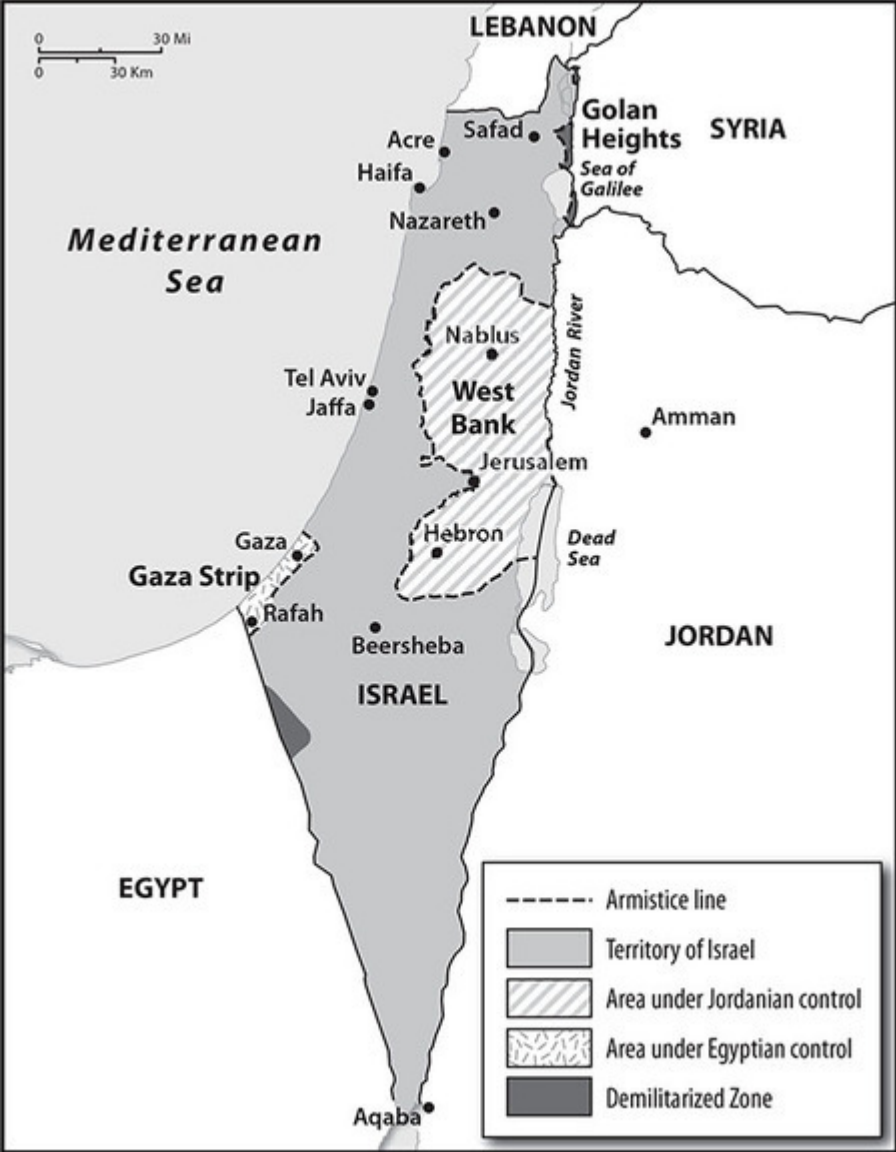 LEBANON
0 30 Mi
0 30 Km
Golan
Heights
SYRIA
Safad
Acre
Sea of
Galilee
Haifa
Nazareth
Mediterranean
Sea
Jordan River
Nablus
Tel Aviv
Jaffa
West
Bank
Amman
Jerusalem
Hebron
Gaza
Dead
Sea
Gaza Strip
Rafah
Beersheba
JORDAN
ISRAEL
EGYPT
Armistice line
Territory of Israel
Area under Jordanian control
Area under Egyptian control
Demilitarized Zone
Aqaba